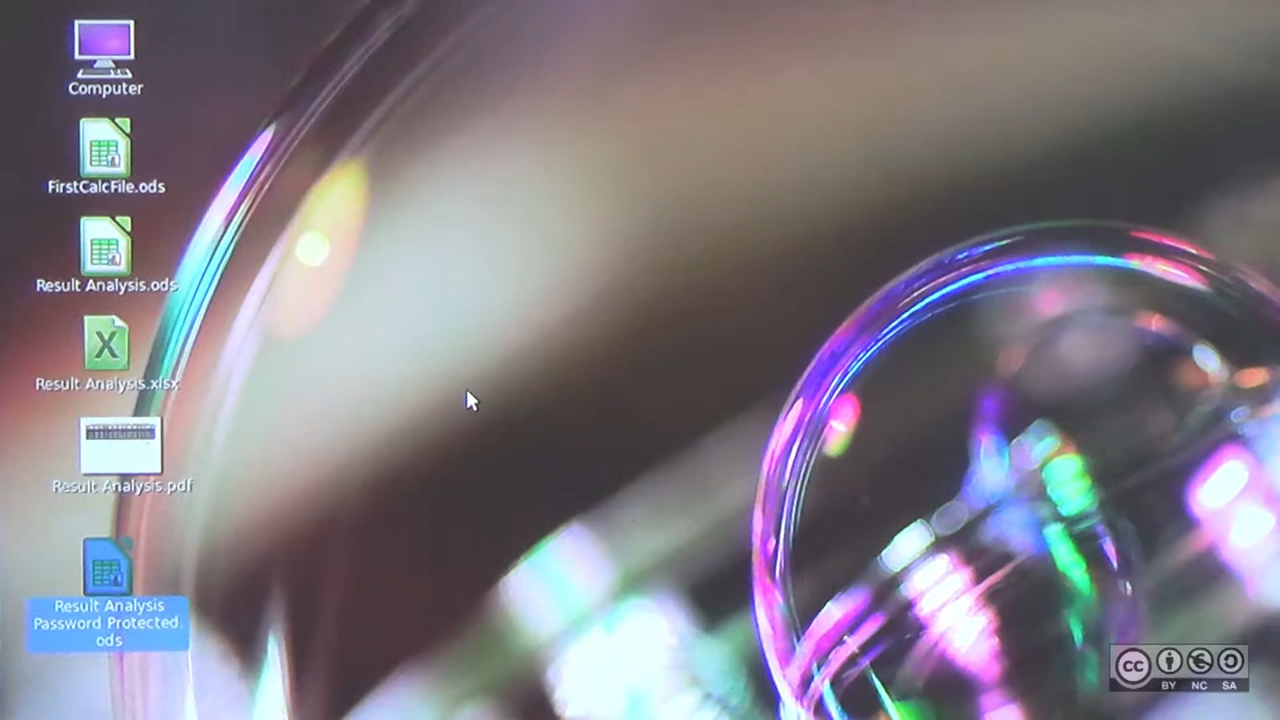 Computer
FirstCalcFile.ods
Result Analysis.ods
Result Analysis.xlsx
Result Analysis.pdf
Result Analysis
Password Protected.
ods
cc
BY NC SA